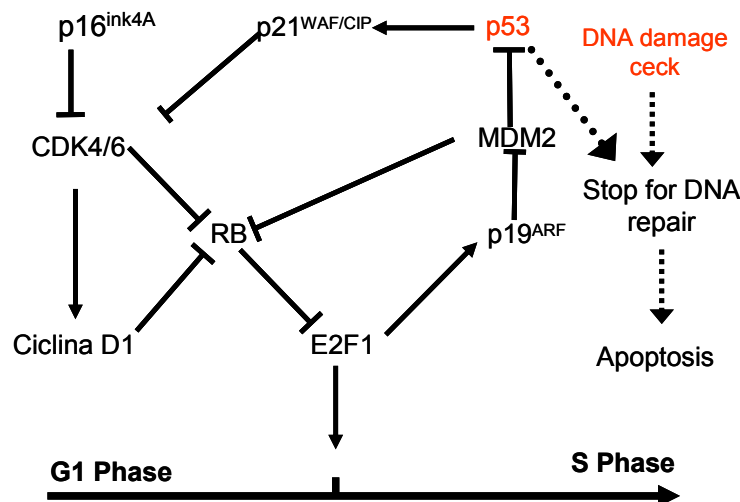 p16ink4A
p21WAF/CIP
p53
DNA damage
ceck
CDK4/6
MDM2
Stop for DNA
repair
RB
p19ARF
Ciclina D1
E2F1
Apoptosis
G1 Phase
S Phase